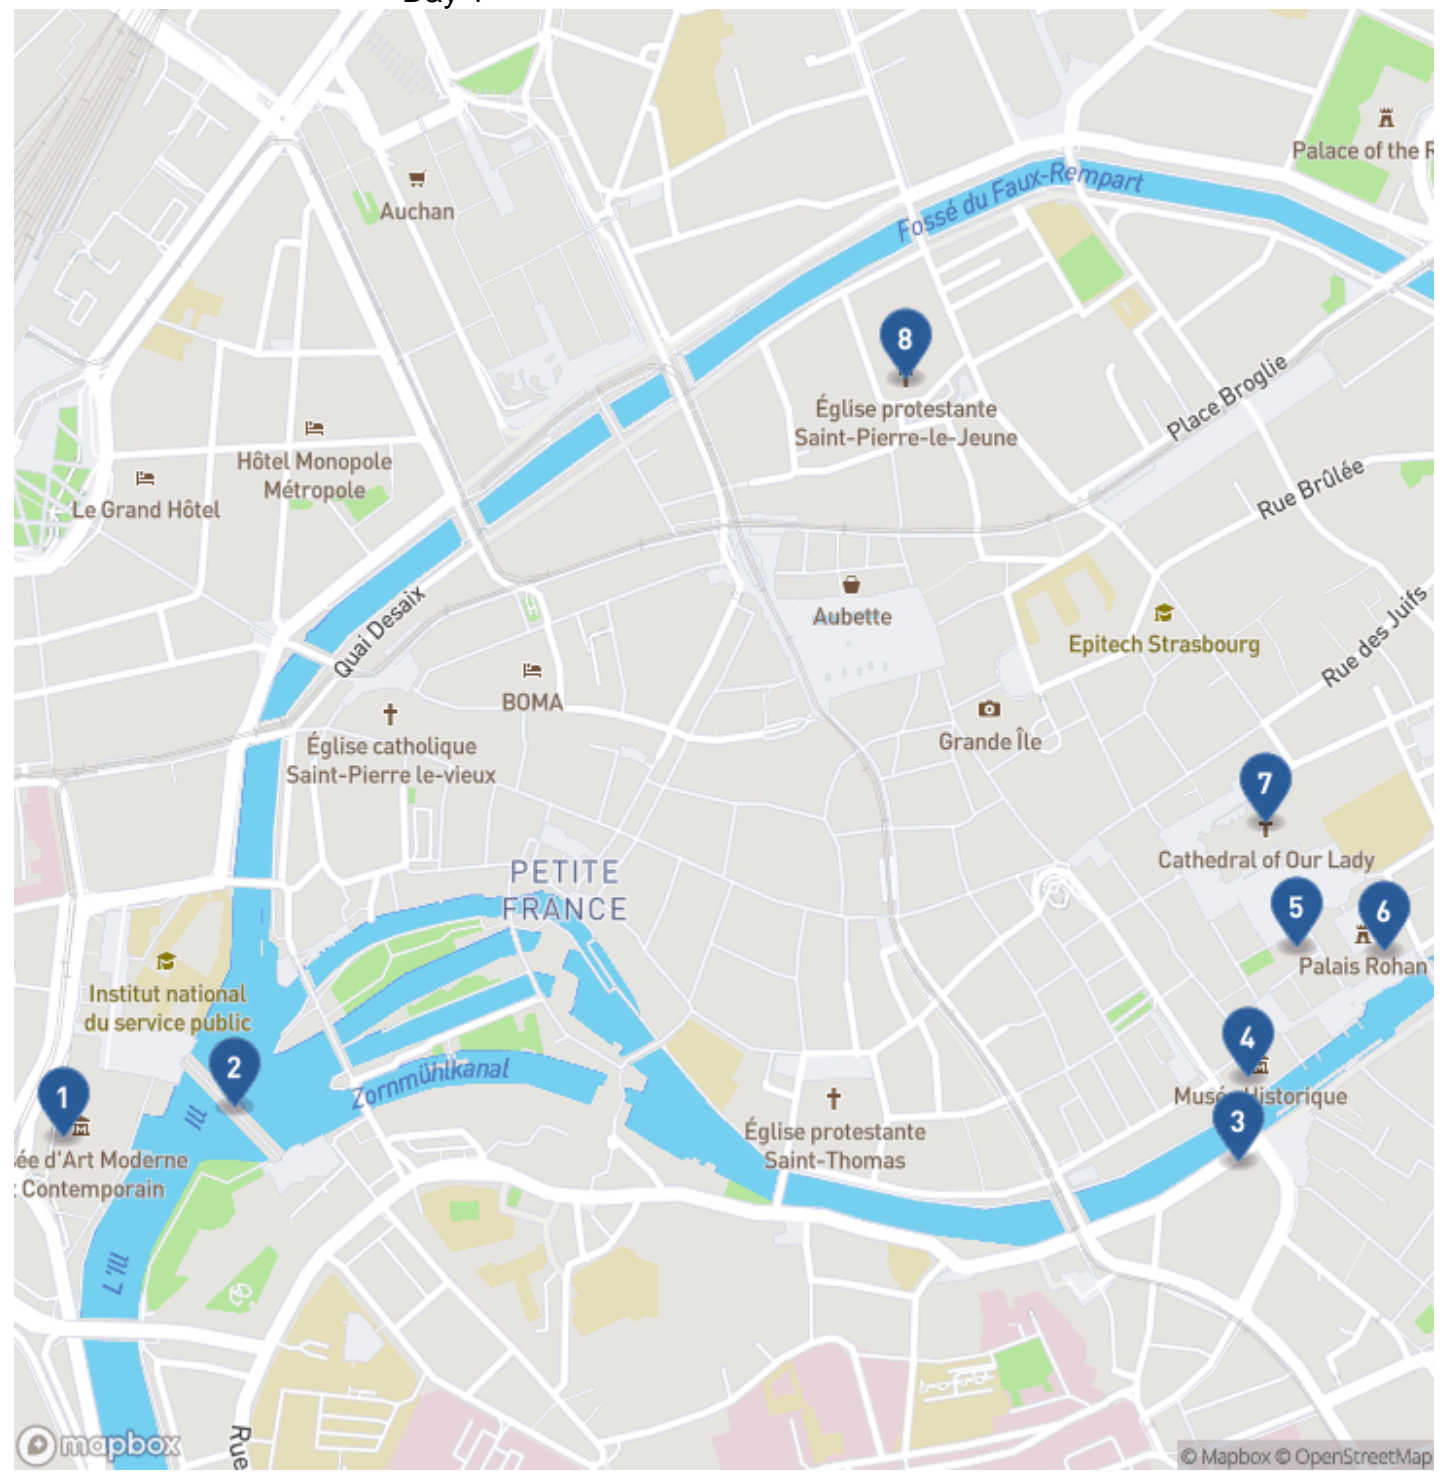 Palace of the R
Auchan
Fossé du Faux-Rempart
8
Église protestante
Saint-Pierre-le-Jeune
Place Broglie
Hôtel Monopole
Métropole
Le Grand Hôtel
Rue Brûlée
Quai Desaix
Aubette
Epitech Strasbourg
Rue des Juifs
BOMA
Grande Île
Église catholique
Saint-Pierre le-vieux
7
Cathedral of Our Lady
PETITE
FRANCE
5
6
Palais Rohan
Institut national
du service public
4
2
Zornmühlkanal
1
Ill
Musée Historique
3
ée d'Art Moderne
Contemporain
Église protestante
Saint-Thomas
L'Ill
Rue
mapbox
© Mapbox © OpenStreetMap